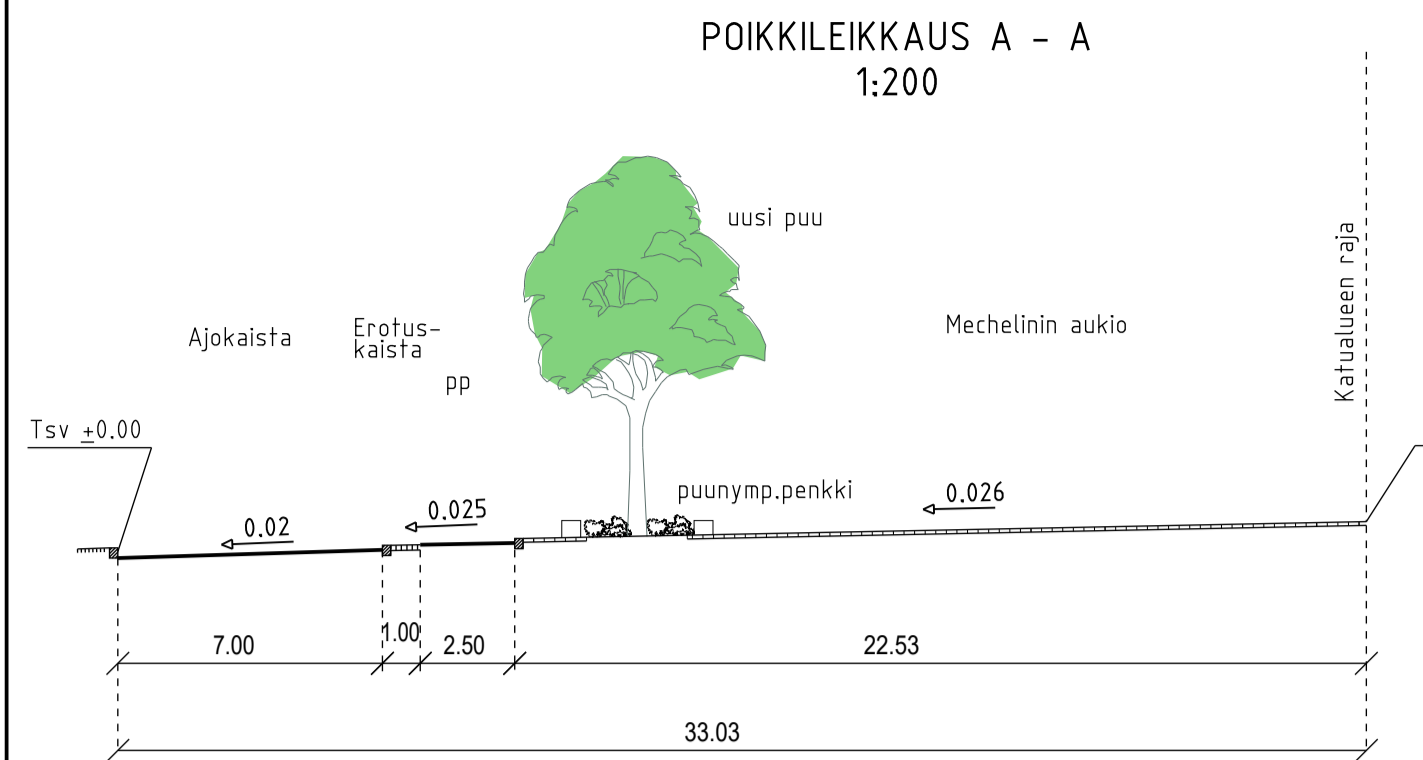 POIKKILEIKKAUS A - A
1:200
uusi puu
Katualueen raja
Ajokaista
Erotus-
kaista
Mechelinin aukio
pp
Tsv ±0.00
puunymp.penkki
0.02
0.025
0.026
7.00
1.00
2.50
22.53
33.03